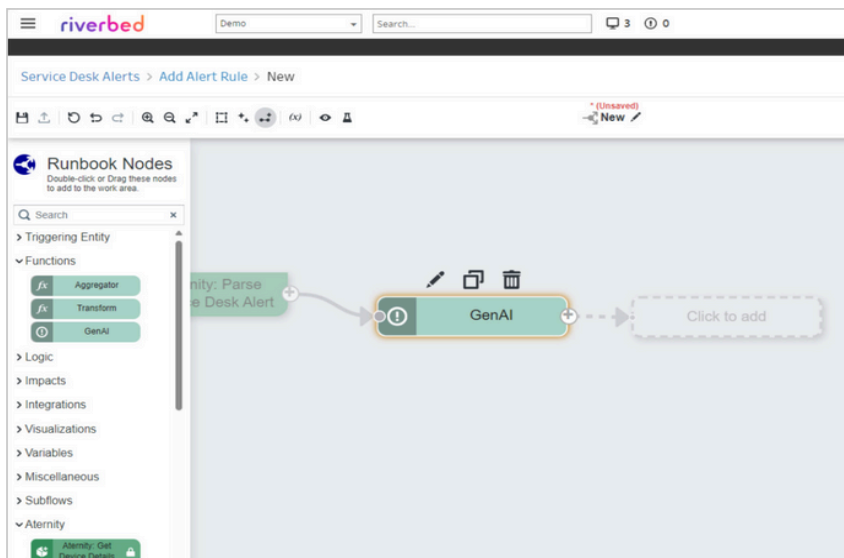 riverbed
Demo
Search...
3
0
Service Desk Alerts > Add Alert Rule > New
(x)
* (Unsaved)
New
Runbook Nodes
Double-click or Drag these nodes
to add to the work area.
Search
×
> Triggering Entity
Functions
fx Aggregator
fx Transform
GenAI
> Logic
> Impacts
> Integrations
> Visualizations
> Variables
> Miscellaneous
> Subflows
Aternity
Aternity: Get
Device Details
nity: Parse
e Desk Alert
GenAI
Click to add